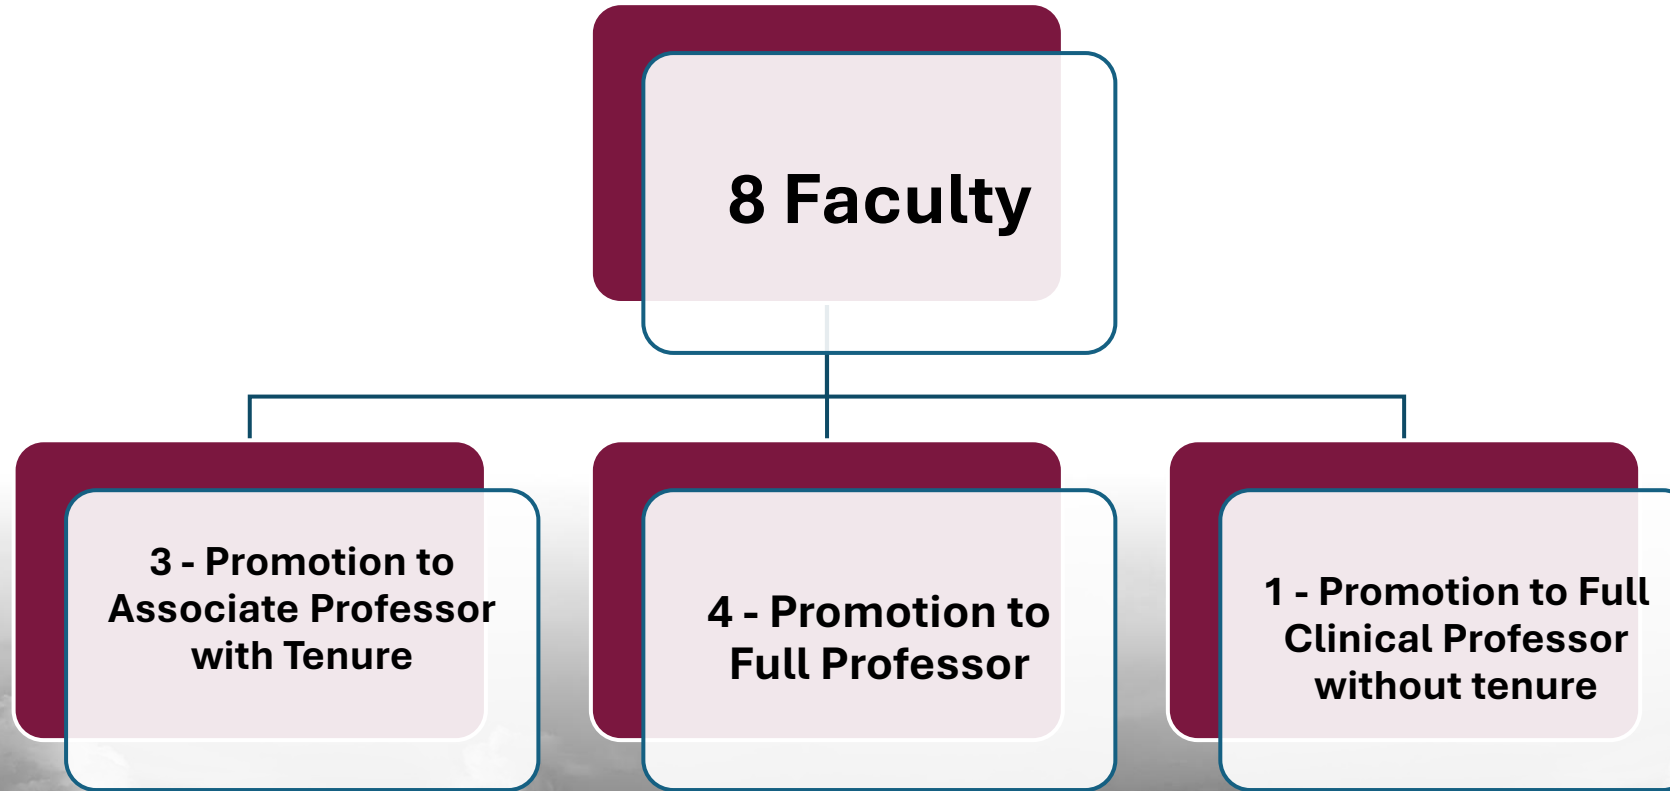 8 Faculty
3 - Promotion to
Associate Professor
with Tenure
4 - Promotion to
Full Professor
1 - Promotion to Full
Clinical Professor
without tenure